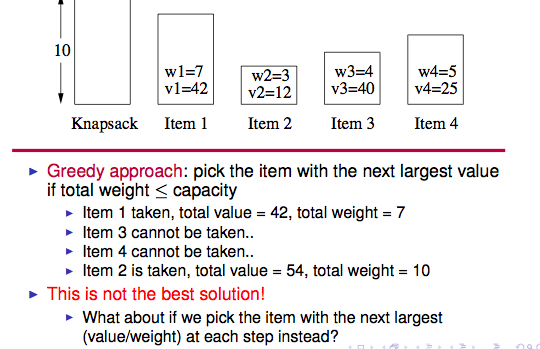 10
w1=7
v1=42
w2=3
v2=12
w3=4
v3=40
w4=5
v4=25
Knapsack Item 1 Item 2 Item 3 Item 4
Greedy approach: pick the item with the next largest value
if total weight ≤ capacity
Item 1 taken, total value = 42, total weight = 7
Item 3 cannot be taken..
Item 4 cannot be taken..
Item 2 is taken, total value = 54, total weight = 10
This is not the best solution!
What about if we pick the item with the next largest
(value/weight) at each step instead?